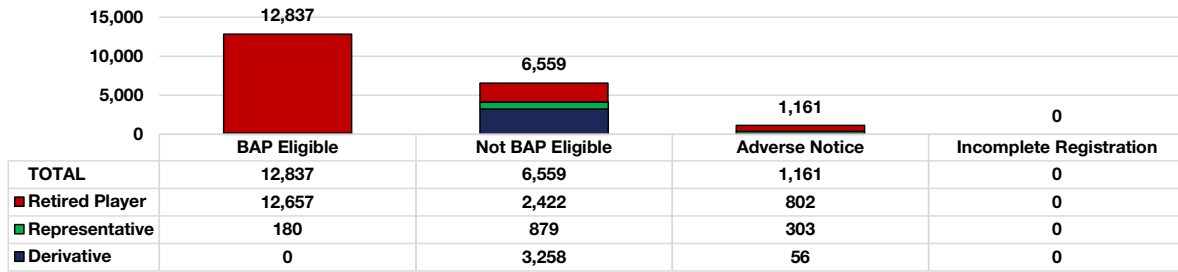 15,000
12,837
10,000
6,559
5,000
1,161
0
0
BAP Eligible Not BAP Eligible Adverse Notice Incomplete Registration
TOTAL 12,837 6,559 1,161 0
Retired Player 12,657 2,422 802 0
Representative 180 879 303 0
Derivative 0 3,258 56 0